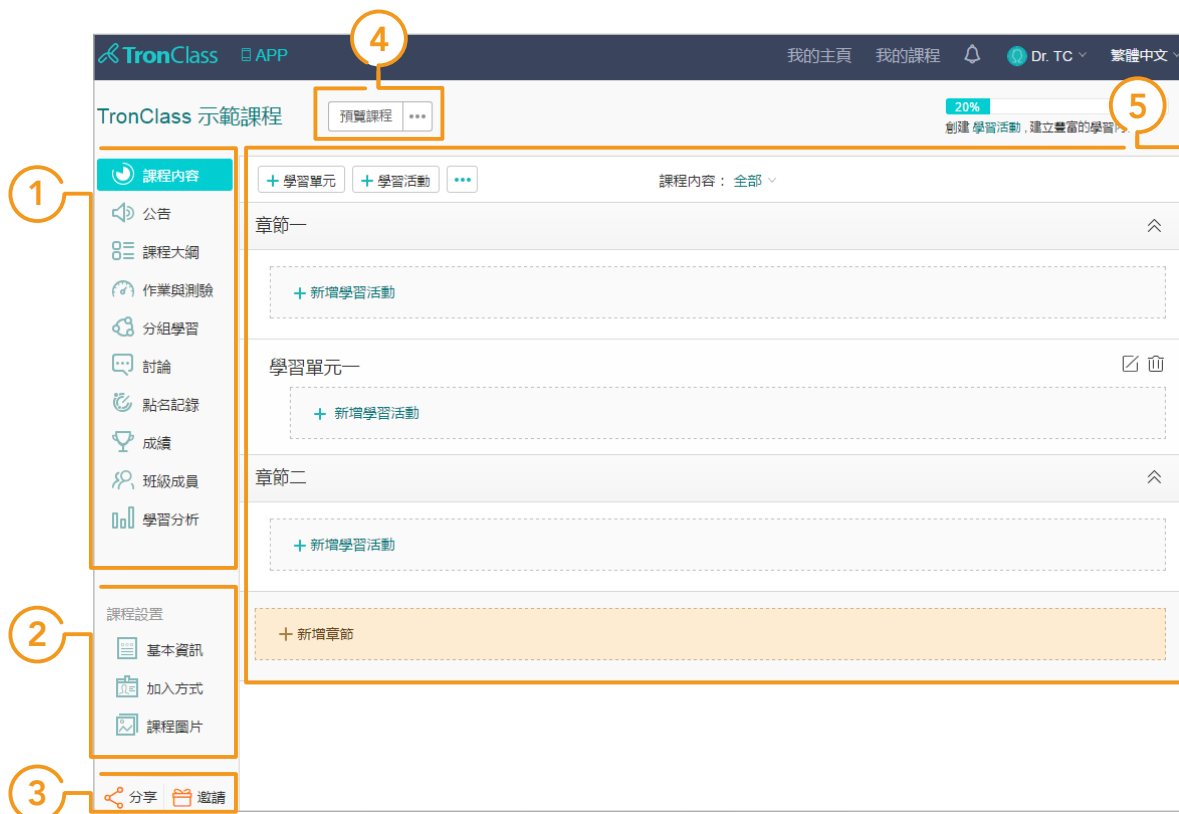 4
TronClass APP 我的主頁 我的課程 Dr. TC 繁體中文
TronClass 示範課程 預覽課程 •••
20%
創建 學習活動 , 建立豐富的學習
5
1
課程內容
公告
課程大綱
作業與測驗
分組學習
討論
點名記錄
成績
班級成員
學習分析
+ 學習單元 + 學習活動 ••• 課程內容： 全部
章節一
+ 新增學習活動
學習單元一
+ 新增學習活動
章節二
+ 新增學習活動
+ 新增章節
2
課程設置
基本資訊
加入方式
課程圖片
3
分享 邀請